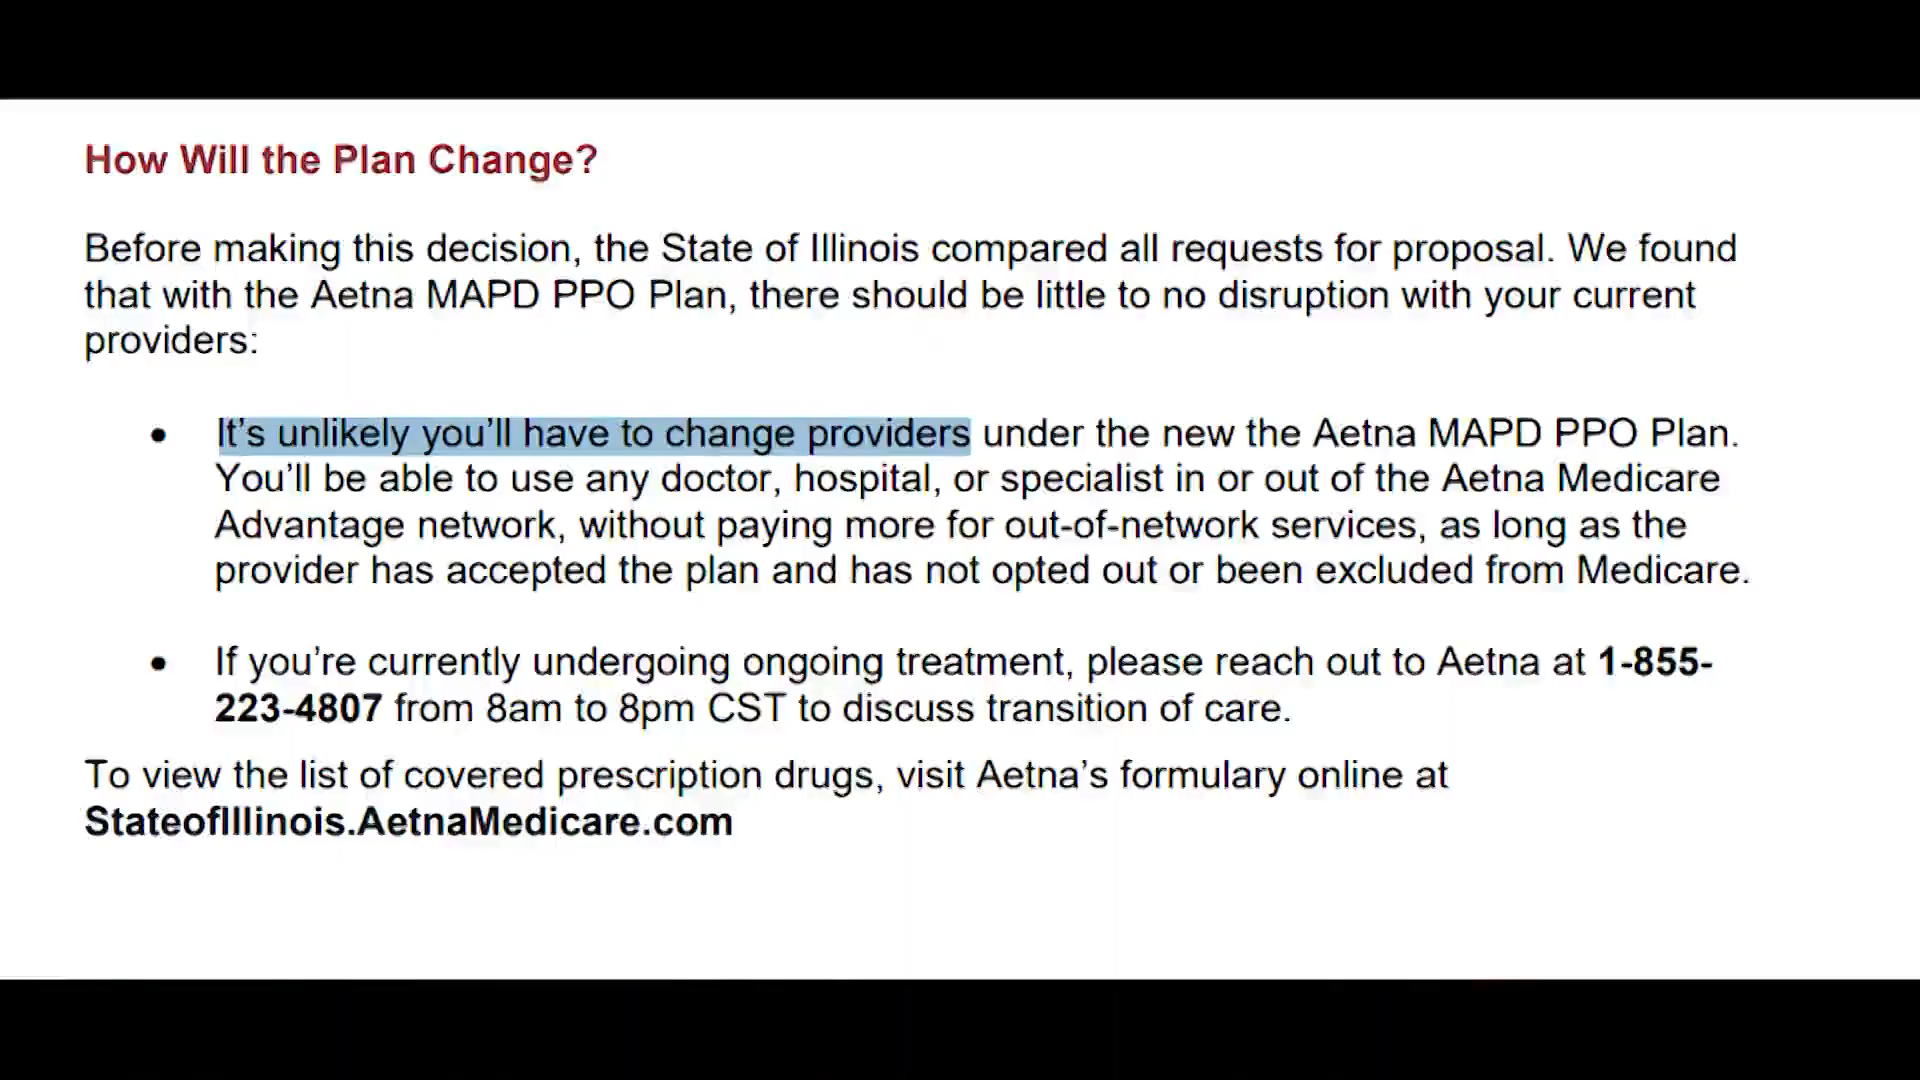 How Will the Plan Change?
Before making this decision, the State of Illinois compared all requests for proposal. We found
that with the Aetna MAPD PPO Plan, there should be little to no disruption with your current
providers:
• It’s unlikely you’ll have to change providers under the new the Aetna MAPD PPO Plan.
You’ll be able to use any doctor, hospital, or specialist in or out of the Aetna Medicare
Advantage network, without paying more for out-of-network services, as long as the
provider has accepted the plan and has not opted out or been excluded from Medicare.
• If you’re currently undergoing ongoing treatment, please reach out to Aetna at 1-855-
223-4807 from 8am to 8pm CST to discuss transition of care.
To view the list of covered prescription drugs, visit Aetna’s formulary online at
StateofIllinois.AetnaMedicare.com